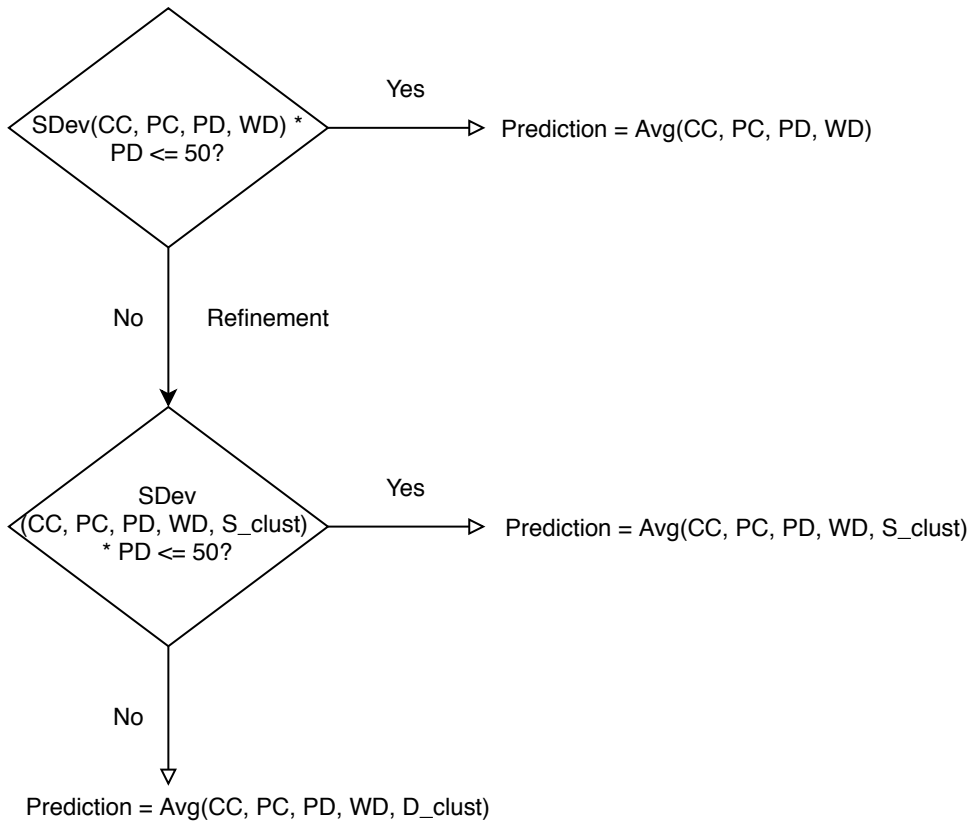 Yes
SDev(CC, PC, PD, WD) *
PD <= 50?
Prediction = Avg(CC, PC, PD, WD)
No
Refinement
Yes
SDev
(CC, PC, PD, WD, S_clust)
* PD <= 50?
Prediction = Avg(CC, PC, PD, WD, S_clust)
No
Prediction = Avg(CC, PC, PD, WD, D_clust)